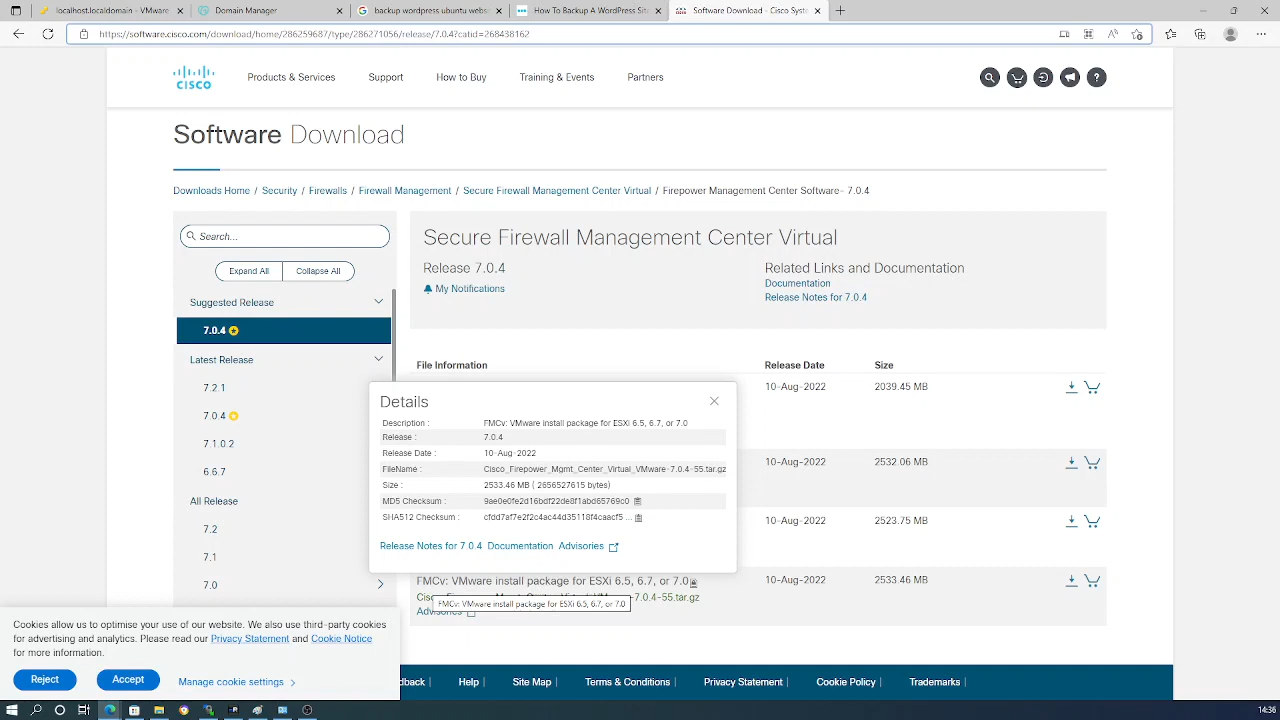 localhost.localdomain - VMware
Domain Manager
backup wordpress ubuntu webse
How To Backup A WordPress Site
Software Download - Cisco Syste
https://software.cisco.com/download/home/286259687/type/286271056/release/7.0.4?catid=268438162
CISCO
Products & Services
Support
How to Buy
Training & Events
Partners
Software Download
Downloads Home / Security / Firewalls / Firewall Management / Secure Firewall Management Center Virtual / Firepower Management Center Software- 7.0.4
Search...
Expand All
Collapse All
Suggested Release
7.0.4
Latest Release
7.2.1
7.0.4
7.1.0.2
6.6.7
All Release
7.2
7.1
7.0
Secure Firewall Management Center Virtual
Release 7.0.4
My Notifications
Related Links and Documentation
Documentation
Release Notes for 7.0.4
File Information
Release Date
Size
10-Aug-2022
2039.45 MB
10-Aug-2022
2532.06 MB
10-Aug-2022
2523.75 MB
Details
Description : FMCv: VMware install package for ESXi 6.5, 6.7, or 7.0
Release : 7.0.4
Release Date : 10-Aug-2022
FileName : Cisco_Firepower_Mgmt_Center_Virtual_VMware-7.0.4-55.tar.gz
Size : 2533.46 MB ( 2656527615 bytes)
MD5 Checksum : 9ae0e0fe2d16bdf22de8f1abd65769c0
SHA512 Checksum : cfdd7af7e2f2c4ac44d35118f4caacf5 ...
Release Notes for 7.0.4 Documentation Advisories
FMCv: VMware install package for ESXi 6.5, 6.7, or 7.0
10-Aug-2022
2533.46 MB
-7.0.4-55.tar.gz
FMCv: VMware install package for ESXi 6.5, 6.7, or 7.0
Advisories
Cookies allow us to optimise your use of our website. We also use third-party cookies
for advertising and analytics. Please read our Privacy Statement and Cookie Notice
for more information.
Reject
Accept
Manage cookie settings
dback |
Help |
Site Map |
Terms & Conditions |
Privacy Statement |
Cookie Policy |
Trademarks |
14:36